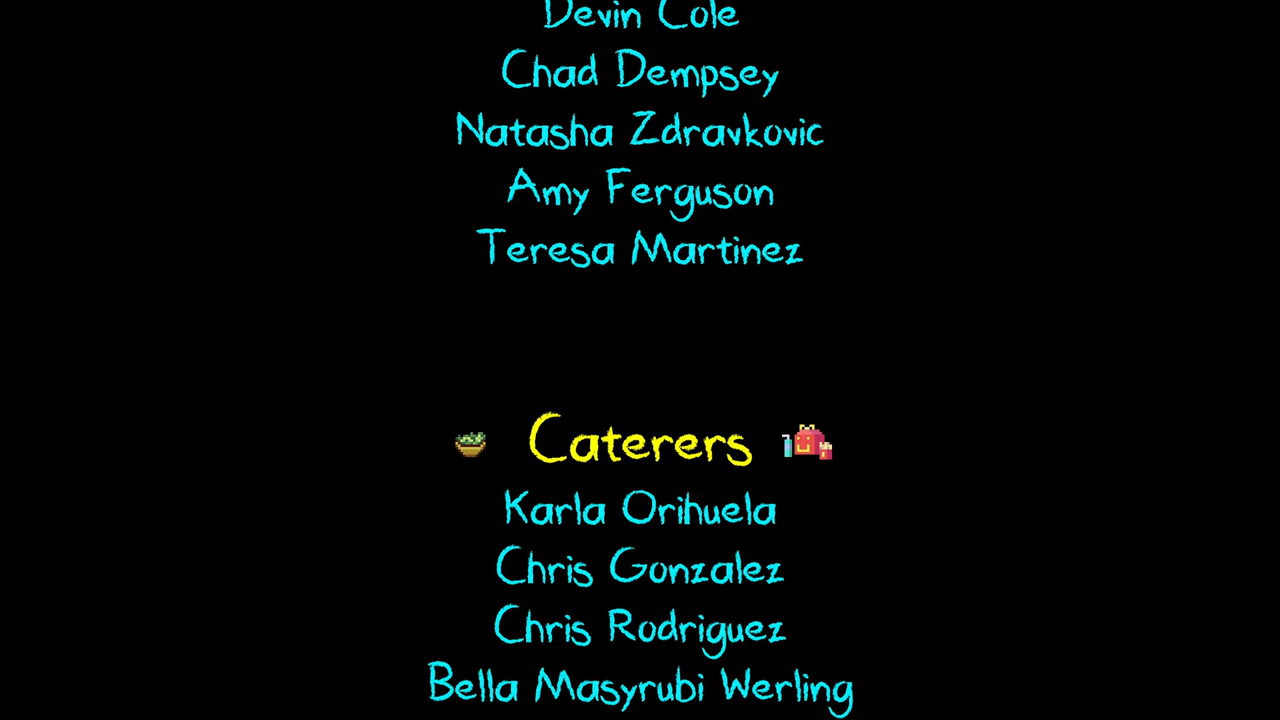 Devin Cole
Chad Dempsey
Natasha Zdravkovic
Amy Ferguson
Teresa Martinez
Caterers
Karla Orihuela
Chris Gonzalez
Chris Rodriguez
Bella Masyrubi Werling